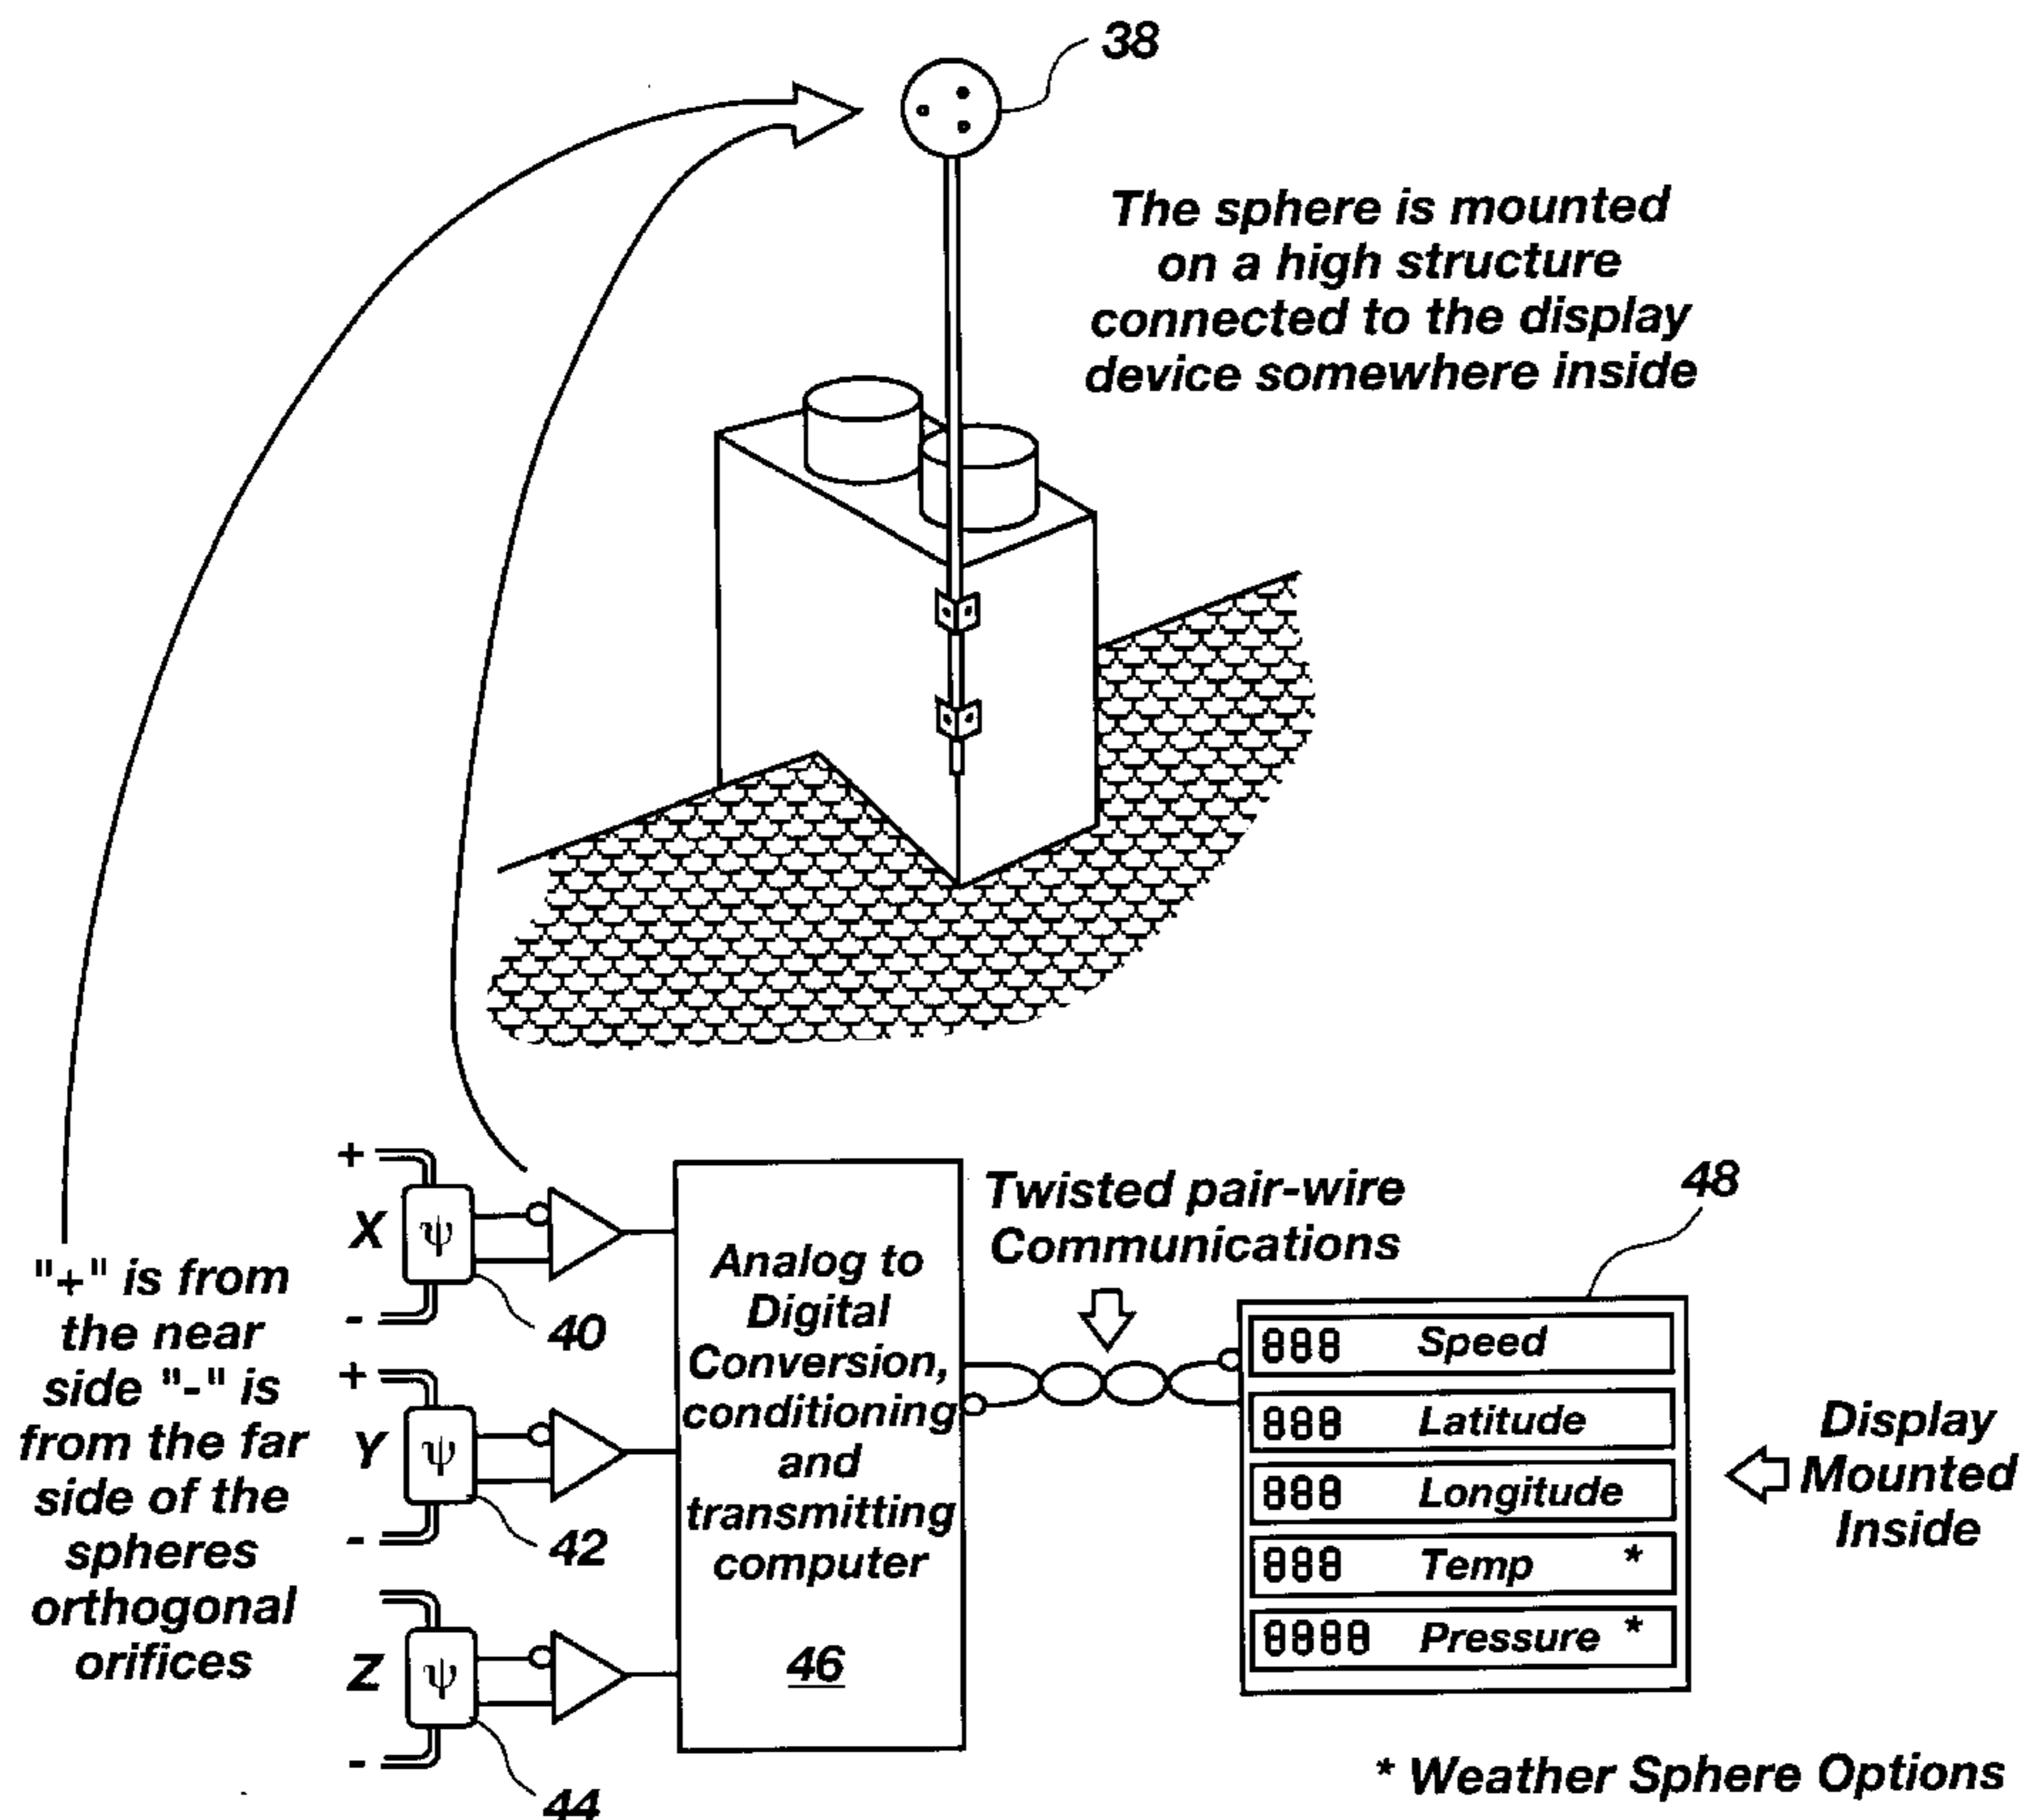 38
The sphere is mounted
on a high structure
connected to the display
device somewhere inside
"+" is from
the near
side "-" is
from the far
side of the
spheres
orthogonal
orifices
+
X
ψ
-
40
+
Y
ψ
-
42
Z
ψ
-
44
Analog to
Digital
Conversion,
conditioning
and
transmitting
computer
46
Twisted pair-wire
Communications
48
888 Speed
888 Latitude
888 Longitude
888 Temp *
8888 Pressure *
Display
Mounted
Inside
* Weather Sphere Options